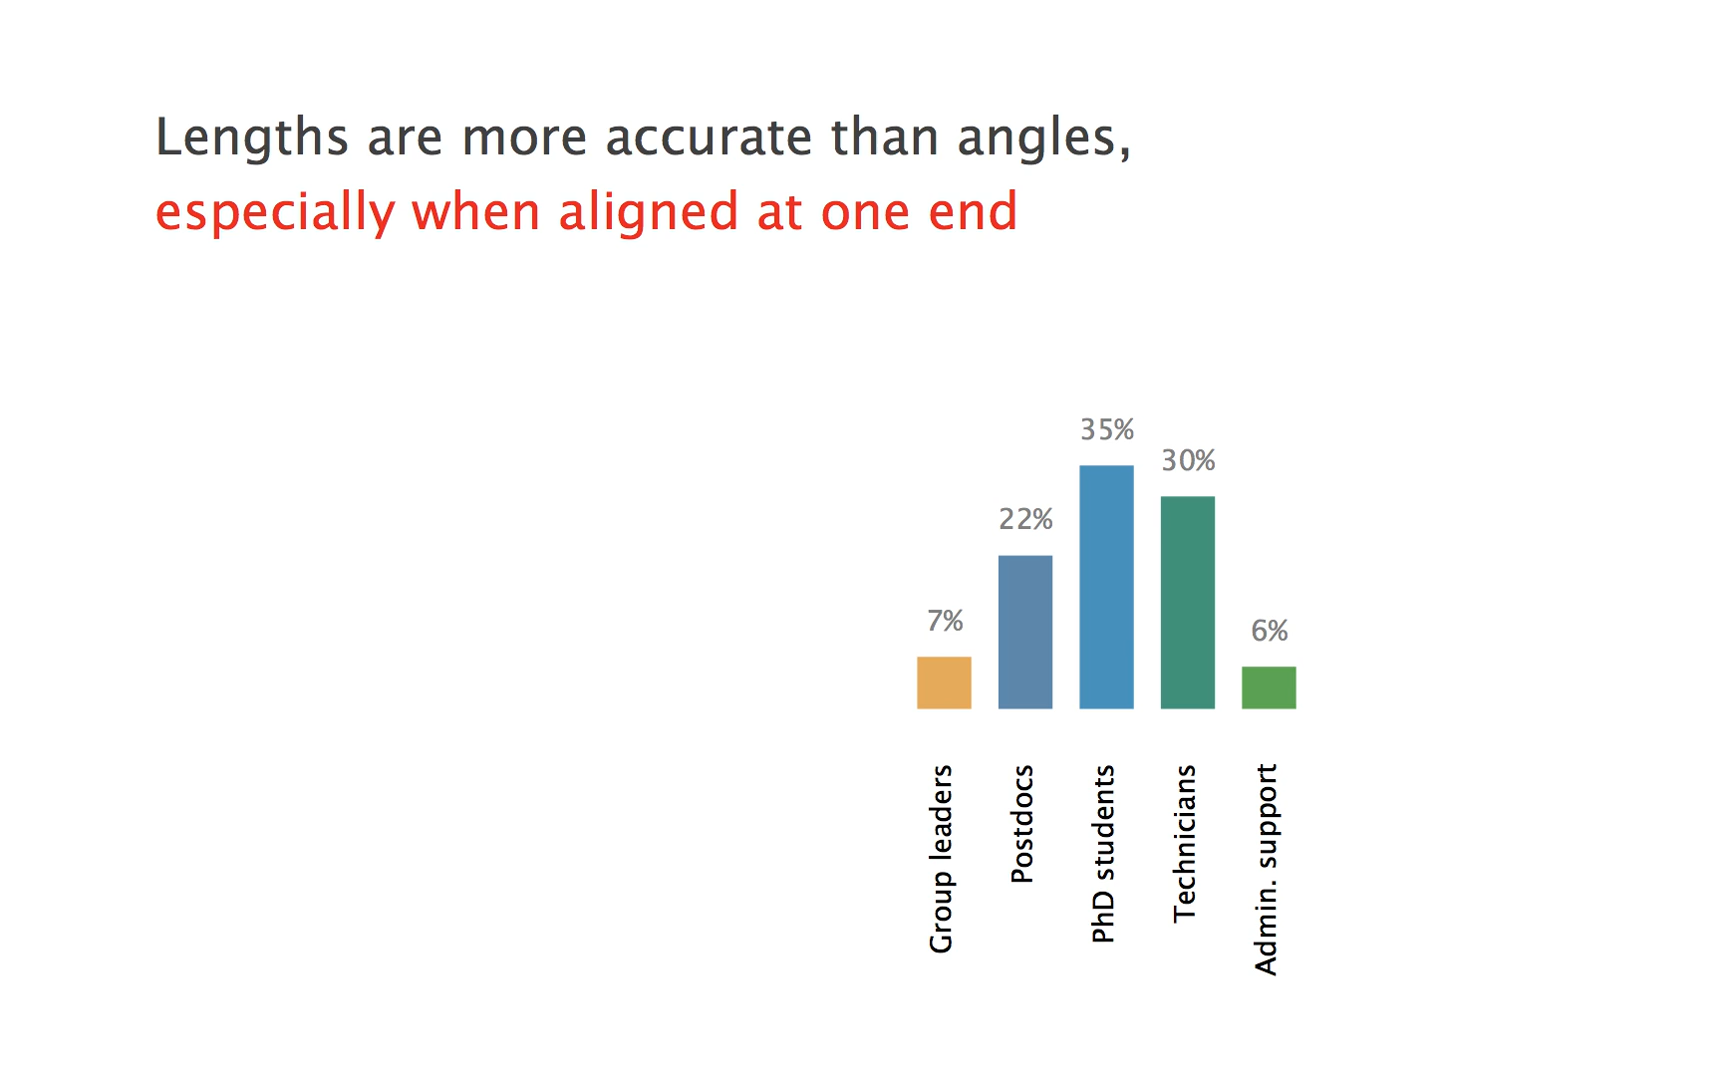 Lengths are more accurate than angles,
especially when aligned at one end
35%
30%
22%
7%
6%
Group leaders
Postdocs
PhD students
Technicians
Admin. support